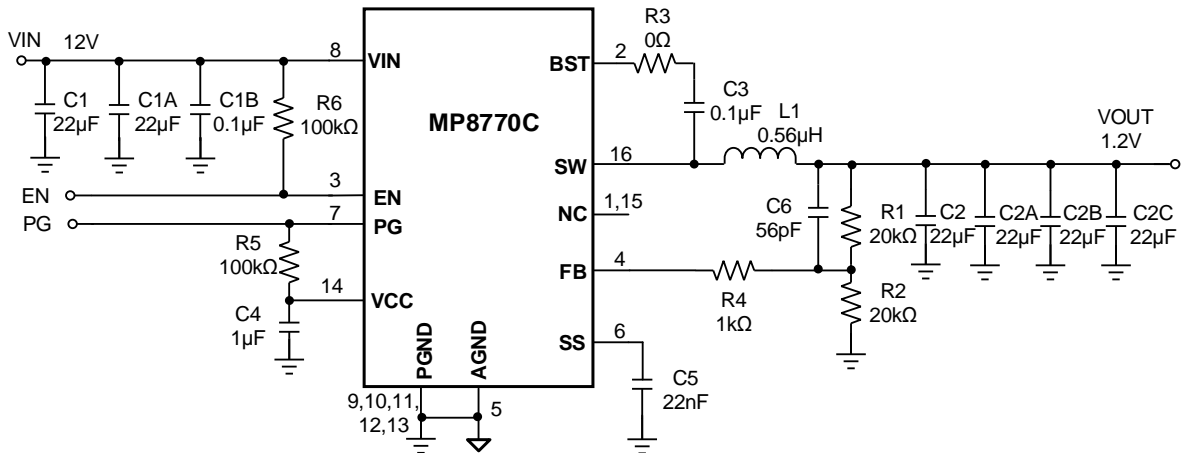 VIN
12V
C1
22µF
C1A
22µF
C1B
0.1µF
R6
100kΩ
EN
PG
R5
100kΩ
C4
1µF
8
3
7
14
VIN
EN
PG
VCC
MP8770C
BST
SW
NC
FB
SS
PGND
AGND
9,10,11,
12,13
5
2
16
1,15
4
6
R3
0Ω
C3
0.1µF
L1
0.56µH
C6
56pF
R1
20kΩ
R4
1kΩ
R2
20kΩ
C5
22nF
C2
22µF
C2A
22µF
C2B
22µF
C2C
22µF
VOUT
1.2V